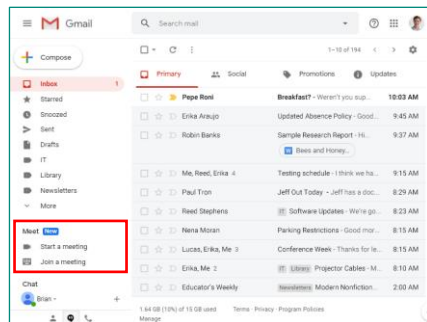 Gmail
Search mail
Compose
1–10 of 194
Primary
Social
Promotions
Updates
Inbox 1
Starred
Snoozed
Sent
Drafts
IT
Library
Newsletters
More
Pepe Roni Breakfast? - Weren't you sup... 10:03 AM
Erika Araujo Updated Absence Policy - Good... 9:45 AM
Robin Banks Sample Research Report - Hi... 9:37 AM
Bees and Honey...
Me, Reed, Erika 4 Testing schedule - I think we ha... 9:15 AM
Paul Tron Jeff Out Today - Jeff has a doc... 8:29 AM
Reed Stephens IT Software Updates - We're go... 8:23 AM
Nena Moran Parking Restrictions - Good mor... 8:15 AM
Lucas, Erika, Me 3 Conference Week - Thanks for le... 8:15 AM
Erika, Me 2 IT Library Projector Cables - M... 8:10 AM
Educator's Weekly Newsletters Modern Nonfiction... 2:00 AM
Meet New
Start a meeting
Join a meeting
Chat
Brian
1.64 GB (10%) of 15 GB used
Manage
Terms · Privacy · Program Policies